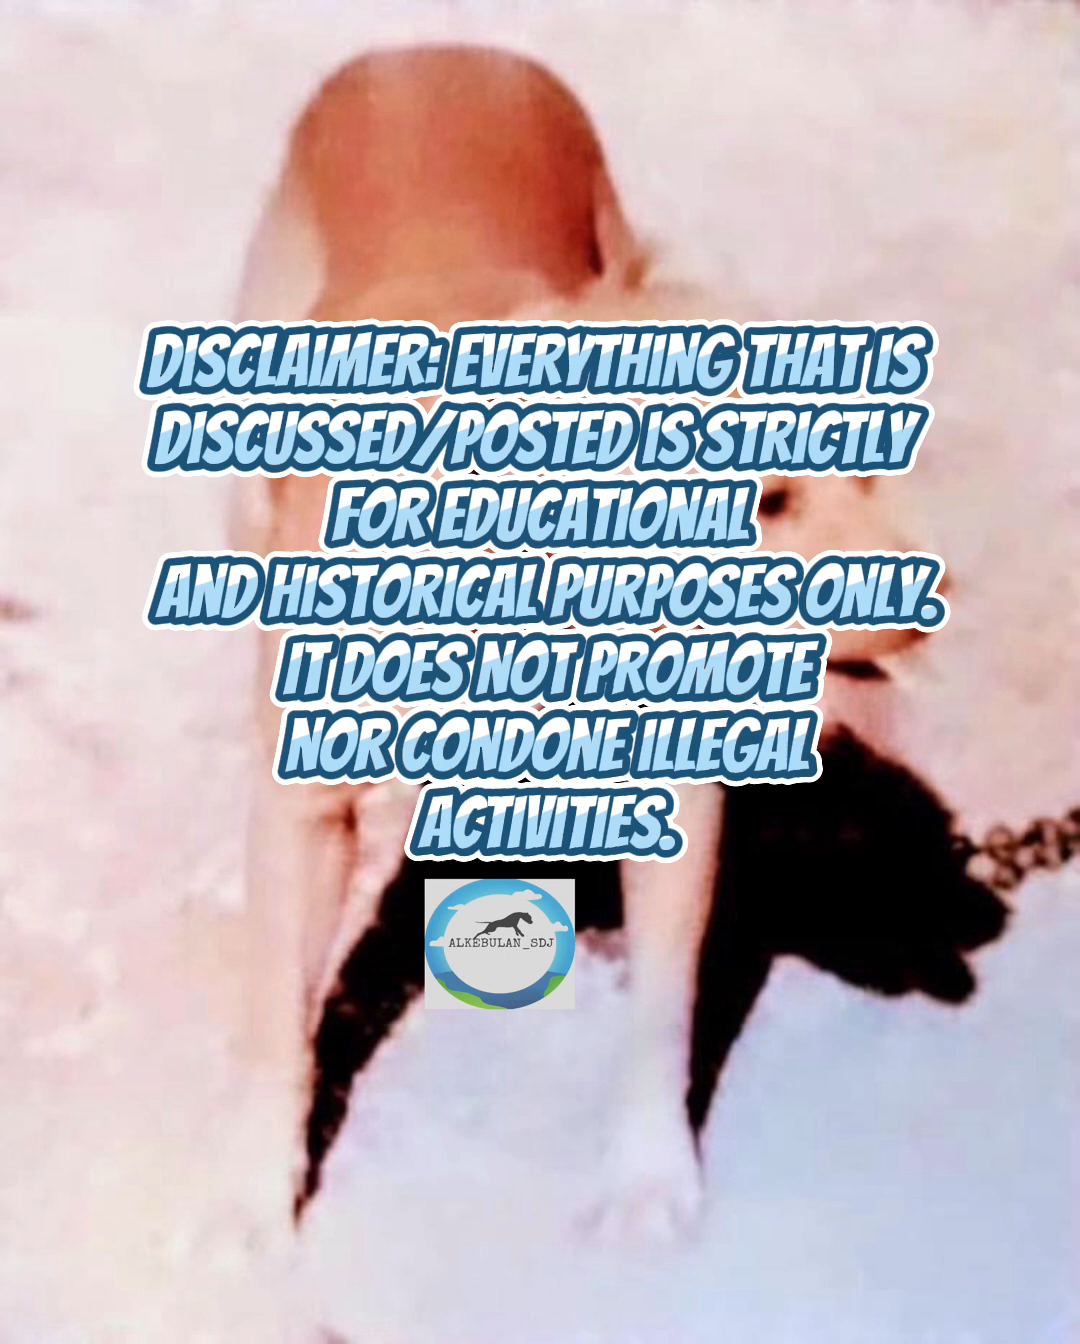 DISCLAIMER: EVERYTHING THAT IS
DISCUSSED/POSTED IS STRICTLY
FOR EDUCATIONAL
AND HISTORICAL PURPOSES ONLY.
IT DOES NOT PROMOTE
NOR CONDONE ILLEGAL
ACTIVITIES.
ALKEBULAN_SDJ